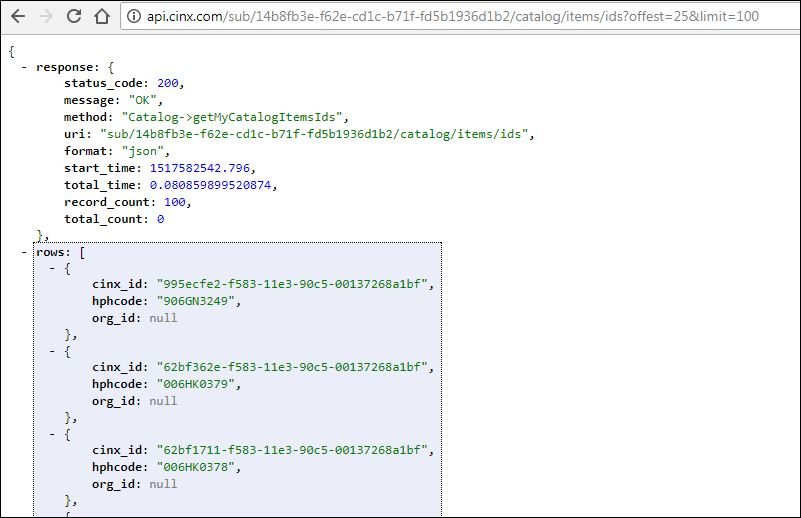 api.cinx.com/sub/14b8fb3e-f62e-cd1c-b71f-fd5b1936d1b2/catalog/items/ids?offest=25&limit=100
{
- response: {
status_code: 200,
message: "OK",
method: "Catalog->getMyCatalogItemsIds",
uri: "sub/14b8fb3e-f62e-cd1c-b71f-fd5b1936d1b2/catalog/items/ids",
format: "json",
start_time: 1517582542.796,
total_time: 0.080859899520874,
record_count: 100,
total_count: 0
},
- rows: [
- {
cinx_id: "995ecfe2-f583-11e3-90c5-00137268a1bf",
hphcode: "906GN3249",
org_id: null
},
- {
cinx_id: "62bf362e-f583-11e3-90c5-00137268a1bf",
hphcode: "006HK0379",
org_id: null
},
- {
cinx_id: "62bf1711-f583-11e3-90c5-00137268a1bf",
hphcode: "006HK0378",
org_id: null
},